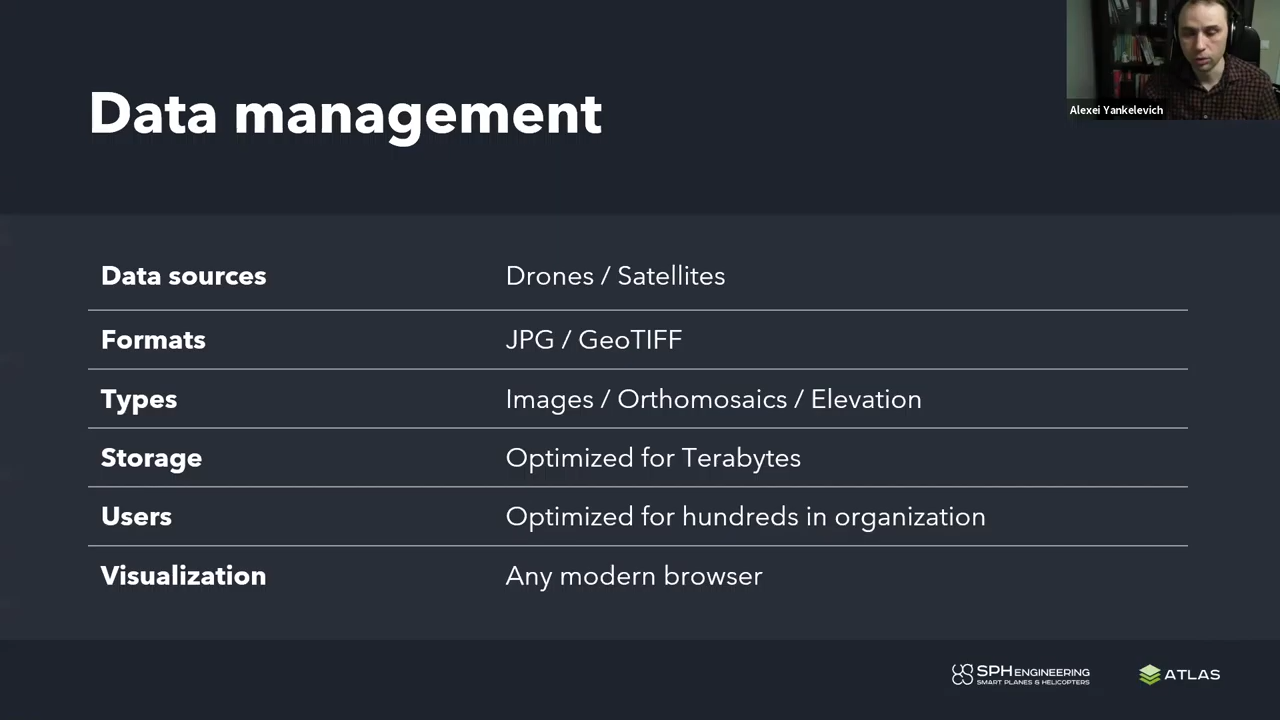 Data management
Alexei Yankelevich
Data sources Drones / Satellites
Formats JPG / GeoTIFF
Types Images / Orthomosaics / Elevation
Storage Optimized for Terabytes
Users Optimized for hundreds in organization
Visualization Any modern browser
SPH ENGINEERING
SMART PLANES & HELICOPTERS
ATLAS